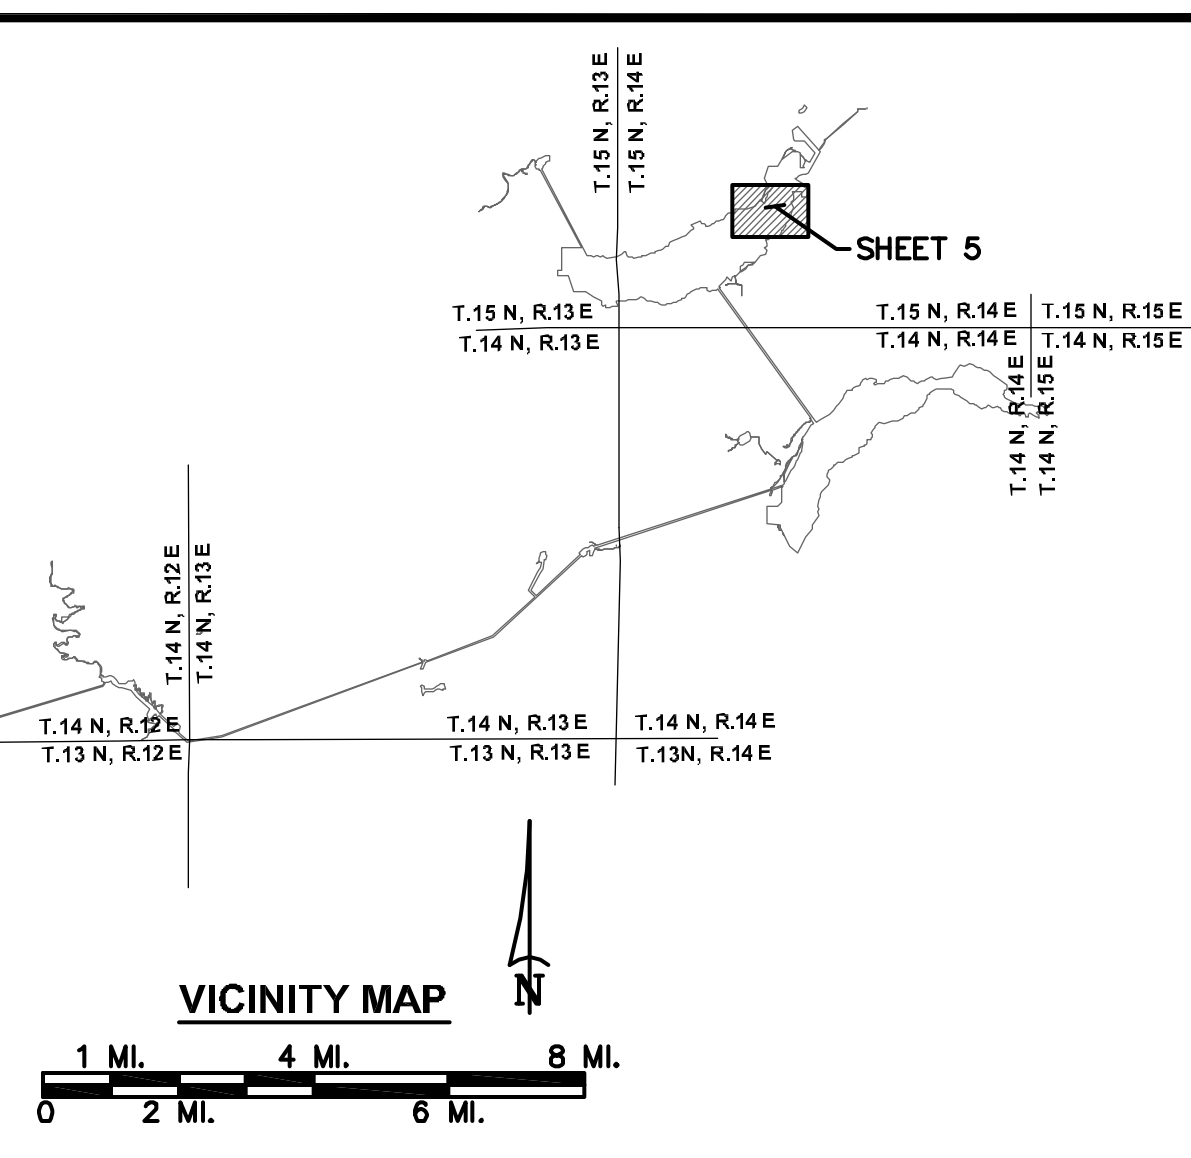 T.15 N, R.13 E
T.15 N, R.14 E
SHEET 5
T.15 N, R.13 E
T.14 N, R.13 E
T.15 N, R.14 E
T.14 N, R.14 E
T.15 N, R.15 E
T.14 N, R.15 E
T.14 N, R.14 E
T.14 N, R.15 E
T.14 N, R.12 E
T.14 N, R.13 E
T.14 N, R.12 E
T.13 N, R.12 E
T.14 N, R.13 E
T.13 N, R.13 E
T.14 N, R.14 E
T.13N, R.14 E
N
VICINITY MAP
1 MI. 4 MI. 8 MI.
0 2 MI. 6 MI.